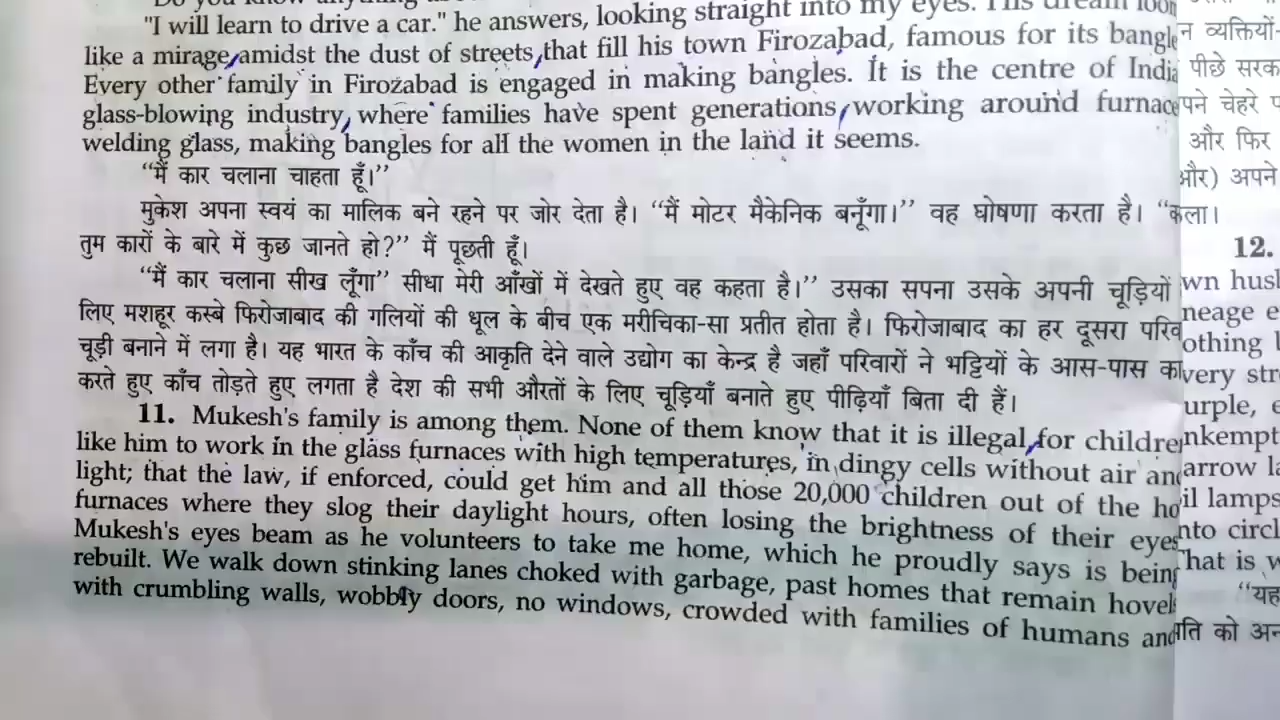 "I will learn to drive a car." he answers, looking straight into my eyes. His dream
like a mirage, amidst the dust of streets, that fill his town Firozabad, famous for its bangle
Every other family in Firozabad is engaged in making bangles. It is the centre of India
glass-blowing industry, where families have spent generations, working around furnace
welding glass, making bangles for all the women in the land it seems.
“मैं कार चलाना चाहता हूँ।”
मुकेश अपना स्वयं का मालिक बने रहने पर जोर देता है। “मैं मोटर मैकेनिक बनूँगा।” वह घोषणा करता है। “क
तुम कारों के बारे में कुछ जानते हो?” मैं पूछती हूँ।
“मैं कार चलाना सीख लूँगा” सीधा मेरी आँखों में देखते हुए वह कहता है।” उसका सपना उसके अपनी चूड़ियों
लिए मशहूर कस्बे फिरोजाबाद की गलियों की धूल के बीच एक मरीचिका-सा प्रतीत होता है। फिरोजाबाद का हर दूसरा परिव
चूड़ी बनाने में लगा है। यह भारत के काँच की आकृति देने वाले उद्योग का केन्द्र है जहाँ परिवारों ने भट्टियों के आस-पास का
करते हुए काँच तोड़ते हुए लगता है देश की सभी औरतों के लिए चूड़ियाँ बनाते हुए पीढ़ियाँ बिता दी हैं।
11. Mukesh's family is among them. None of them know that it is illegal, for childre
like him to work in the glass furnaces with high temperatures, in dingy cells without air an
light; that the law, if enforced, could get him and all those 20,000 children out of the ho
furnaces where they slog their daylight hours, often losing the brightness of their eyes
Mukesh's eyes beam as he volunteers to take me home, which he proudly says is being
rebuilt. We walk down stinking lanes choked with garbage, past homes that remain hovel
with crumbling walls, wobbly doors, no windows, crowded with families of humans and
न व्यक्तियों
पीछे सरक
पने चेहरे प
और फिर
और) अपने
ला।
12.
wn husl
neage e
othing l
very str
urple, e
nkempt
arrow la
il lamps
nto circl
That is w
“यह
गति को अन